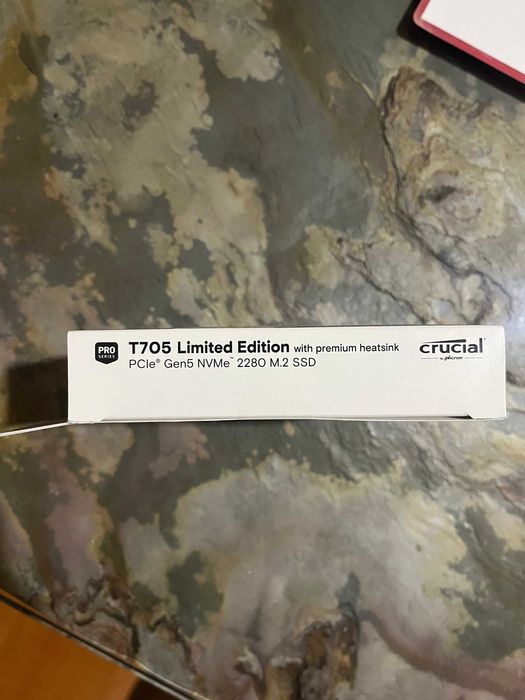 PRO
SERIES
T705 Limited Edition with premium heatsink
PCIe® Gen5 NVMe™ 2280 M.2 SSD
crucial
by micron